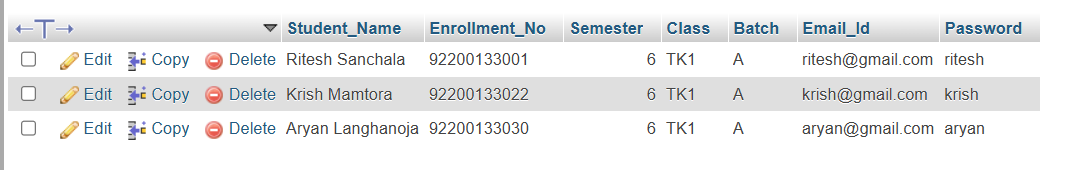 Student_Name Enrollment_No Semester Class Batch Email_Id Password
Edit Copy Delete Ritesh Sanchala 92200133001 6 TK1 A ritesh@gmail.com ritesh
Edit Copy Delete Krish Mamtora 92200133022 6 TK1 A krish@gmail.com krish
Edit Copy Delete Aryan Langhanoja 92200133030 6 TK1 A aryan@gmail.com aryan